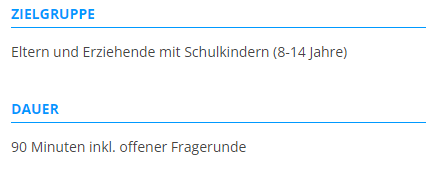 ZIELGRUPPE
Eltern und Erziehende mit Schulkindern (8-14 Jahre)
DAUER
90 Minuten inkl. offener Fragerunde